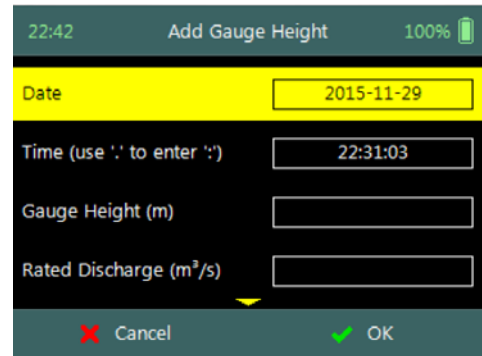 22:42 Add Gauge Height 100%
Date 2015-11-29
Time (use '.' to enter ':') 22:31:03
Gauge Height (m)
Rated Discharge (m³/s)
Cancel OK